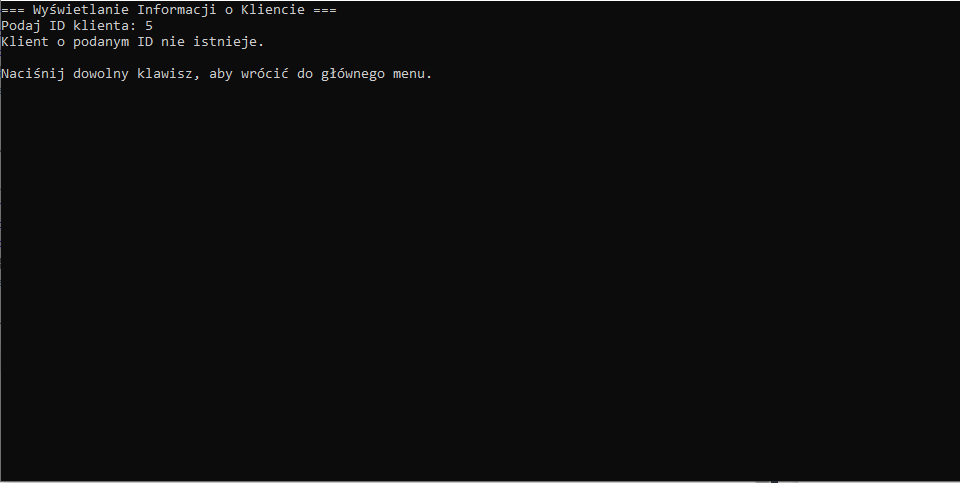 === Wyświetlanie Informacji o Kliencie ===
Podaj ID klienta: 5
Klient o podanym ID nie istnieje.
Naciśnij dowolny klawisz, aby wrócić do głównego menu.